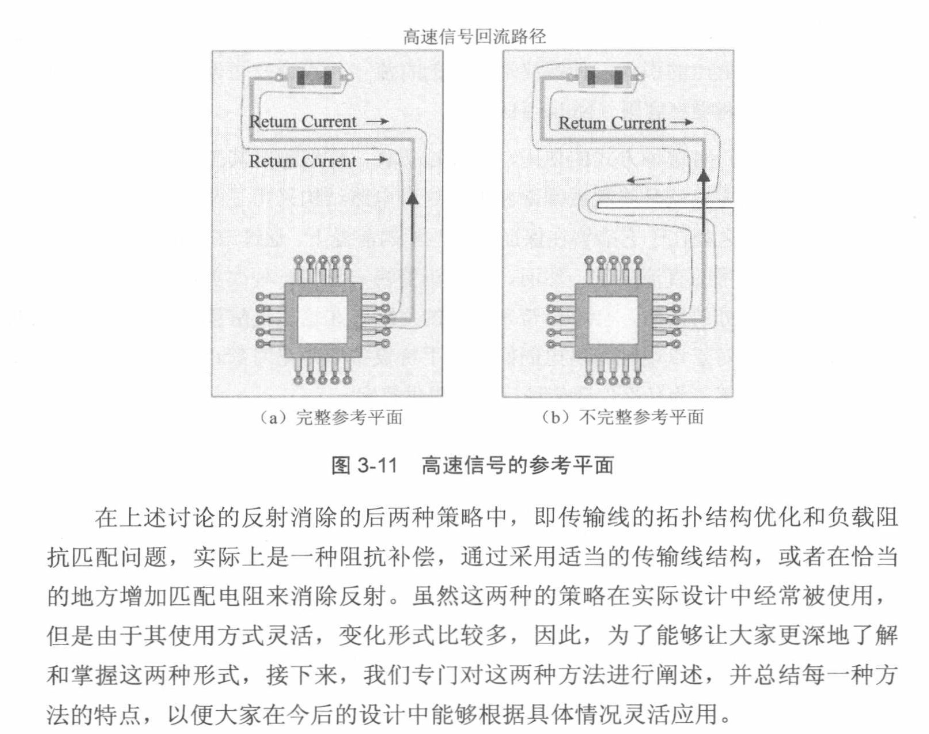 高速信号回流路径
Retum Current
Retum Current
Retum Current
（a）完整参考平面
（b）不完整参考平面
图 3-11 高速信号的参考平面
在上述讨论的反射消除的后两种策略中，即传输线的拓扑结构优化和负载阻
抗匹配问题，实际上是一种阻抗补偿，通过采用适当的传输线结构，或者在恰当
的地方增加匹配电阻来消除反射。虽然这两种的策略在实际设计中经常被使用，
但是由于其使用方式灵活，变化形式比较多，因此，为了能够让大家更深地了解
和掌握这两种形式，接下来，我们专门对这两种方法进行阐述，并总结每一种方
法的特点，以便大家在今后的设计中能够根据具体情况灵活应用。